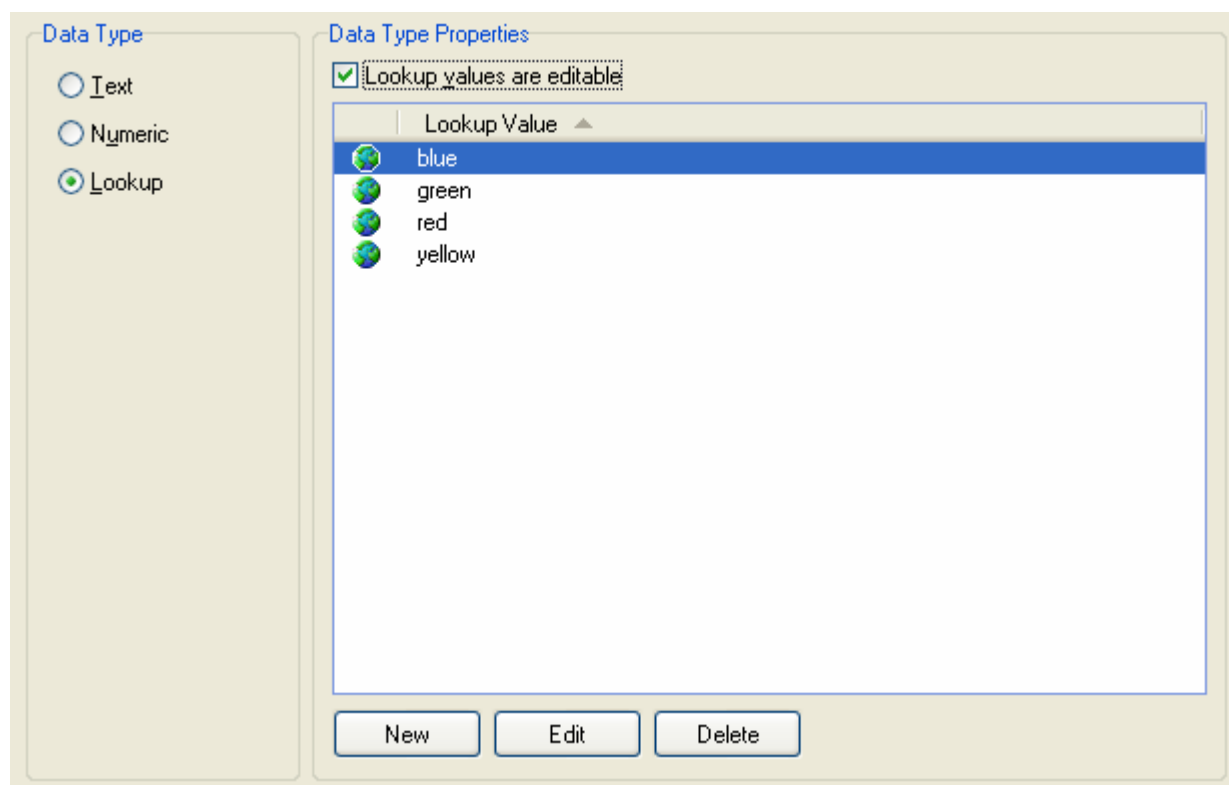 Data Type
Text
Numeric
Lookup
Data Type Properties
Lookup values are editable
Lookup Value
blue
green
red
yellow
New
Edit
Delete